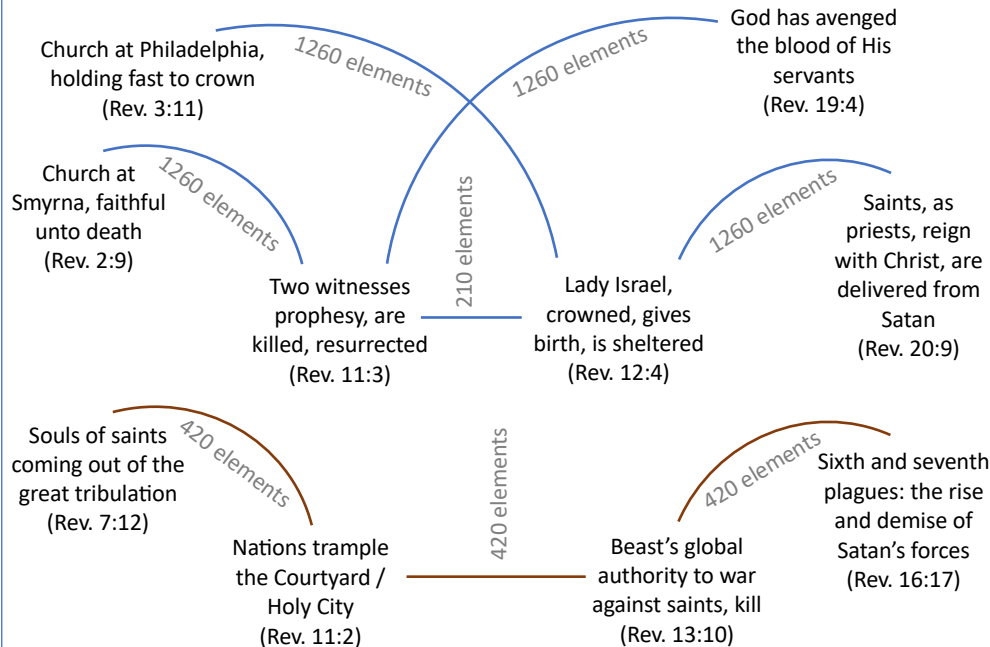 Church at Philadelphia,
holding fast to crown
(Rev. 3:11)
1260 elements
1260 elements
God has avenged
the blood of His
servants
(Rev. 19:4)
Church at
Smyrna, faithful
unto death
(Rev. 2:9)
1260 elements
210 elements
1260 elements
Saints, as
priests, reign
with Christ, are
delivered from
Satan
(Rev. 20:9)
Two witnesses
prophesy, are
killed, resurrected
(Rev. 11:3)
Lady Israel,
crowned, gives
birth, is sheltered
(Rev. 12:4)
Souls of saints
coming out of the
great tribulation
(Rev. 7:12)
420 elements
420 elements
420 elements
Sixth and seventh
plagues: the rise
and demise of
Satan’s forces
(Rev. 16:17)
Nations trample
the Courtyard /
Holy City
(Rev. 11:2)
Beast’s global
authority to war
against saints, kill
(Rev. 13:10)